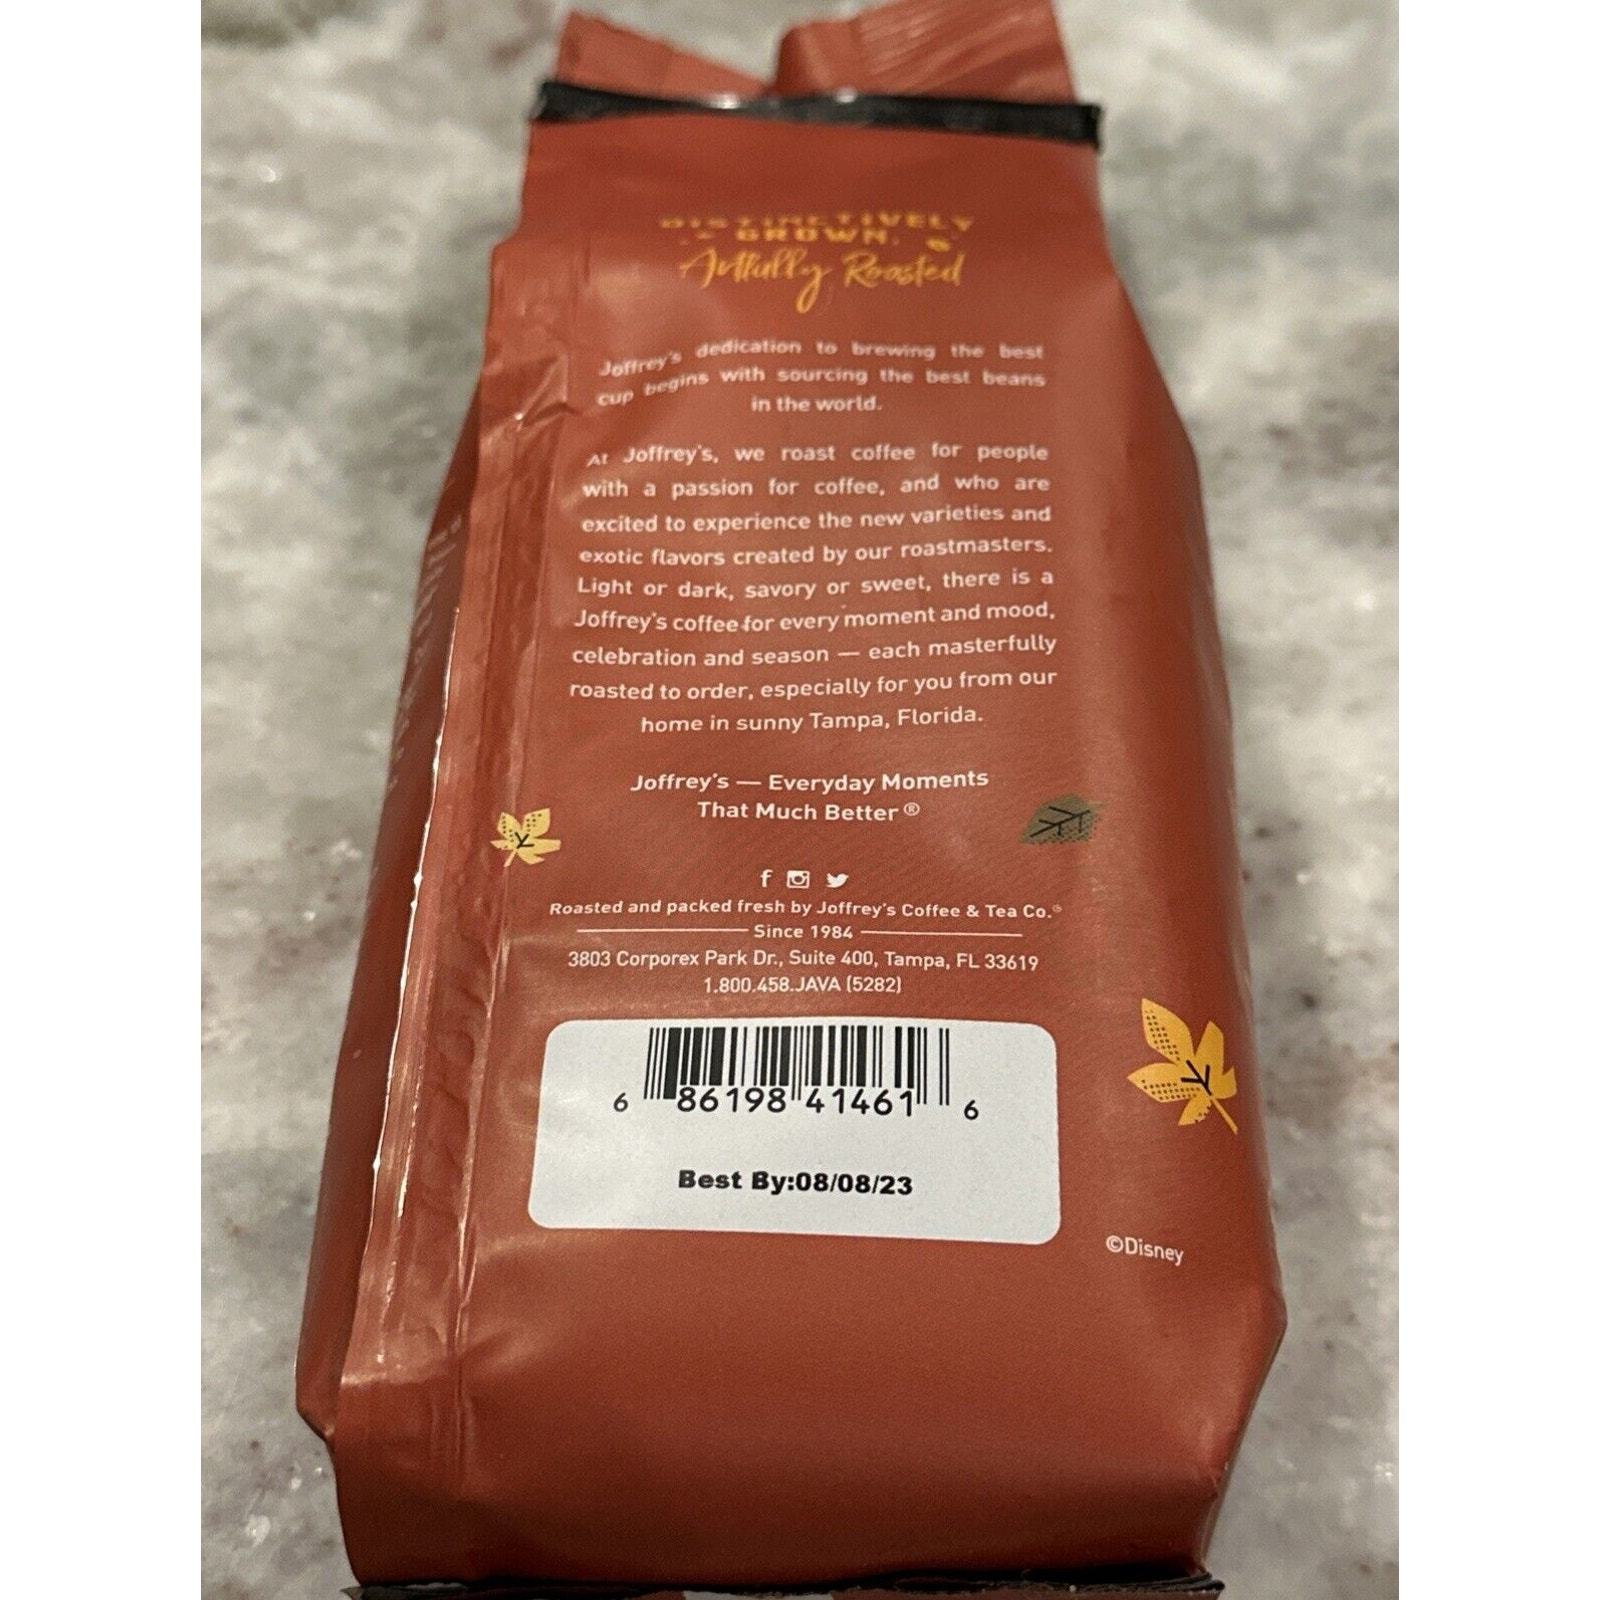 DISTINCTIVELY
GROWN.
Artfully Roasted
Joffrey's dedication to brewing the best
cup begins with sourcing the best beans
in the world.
At Joffrey's, we roast coffee for people
with a passion for coffee, and who are
excited to experience the new varieties and
exotic flavors created by our roastmasters.
Light or dark, savory or sweet, there is a
Joffrey's coffee for every moment and mood,
celebration and season — each masterfully
roasted to order, especially for you from our
home in sunny Tampa, Florida.
Joffrey's — Everyday Moments
That Much Better®
Roasted and packed fresh by Joffrey's Coffee & Tea Co.®
Since 1984
3803 Corporex Park Dr., Suite 400, Tampa, FL 33619
1.800.458.JAVA (5282)
6 86198 41461 6
Best By:08/08/23
©Disney